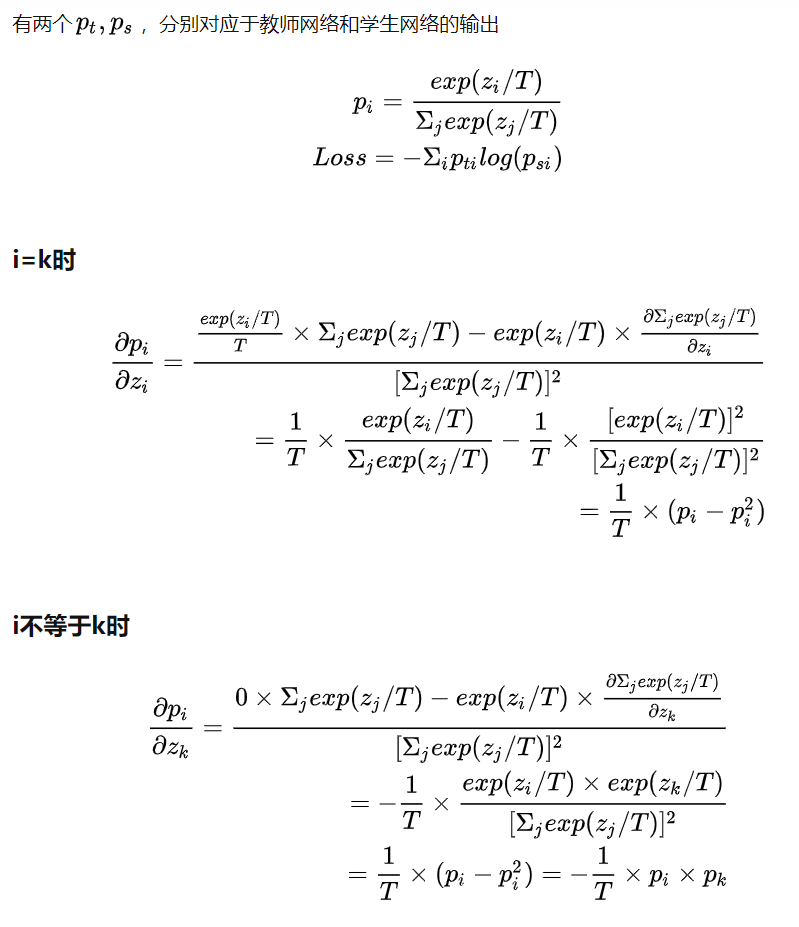 有两个 $p_t, p_s$ ，分别对应于教师网络和学生网络的输出
$p_i = \frac{exp(z_i/T)}{\Sigma_j exp(z_j/T)}$
$Loss = -\Sigma_i p_{ti} log(p_{si})$
i=k时
$\frac{\partial p_i}{\partial z_i} = \frac{\frac{exp(z_i/T)}{T} \times \Sigma_j exp(z_j/T) - exp(z_i/T) \times \frac{\partial \Sigma_j exp(z_j/T)}{\partial z_i}}{[\Sigma_j exp(z_j/T)]^2}$
$= \frac{1}{T} \times \frac{exp(z_i/T)}{\Sigma_j exp(z_j/T)} - \frac{1}{T} \times \frac{[exp(z_i/T)]^2}{[\Sigma_j exp(z_j/T)]^2}$
$= \frac{1}{T} \times (p_i - p_i^2)$
i不等于k时
$\frac{\partial p_i}{\partial z_k} = \frac{0 \times \Sigma_j exp(z_j/T) - exp(z_i/T) \times \frac{\partial \Sigma_j exp(z_j/T)}{\partial z_k}}{[\Sigma_j exp(z_j/T)]^2}$
$= -\frac{1}{T} \times \frac{exp(z_i/T) \times exp(z_k/T)}{[\Sigma_j exp(z_j/T)]^2}$
$= \frac{1}{T} \times (p_i - p_i^2) = -\frac{1}{T} \times p_i \times p_k$